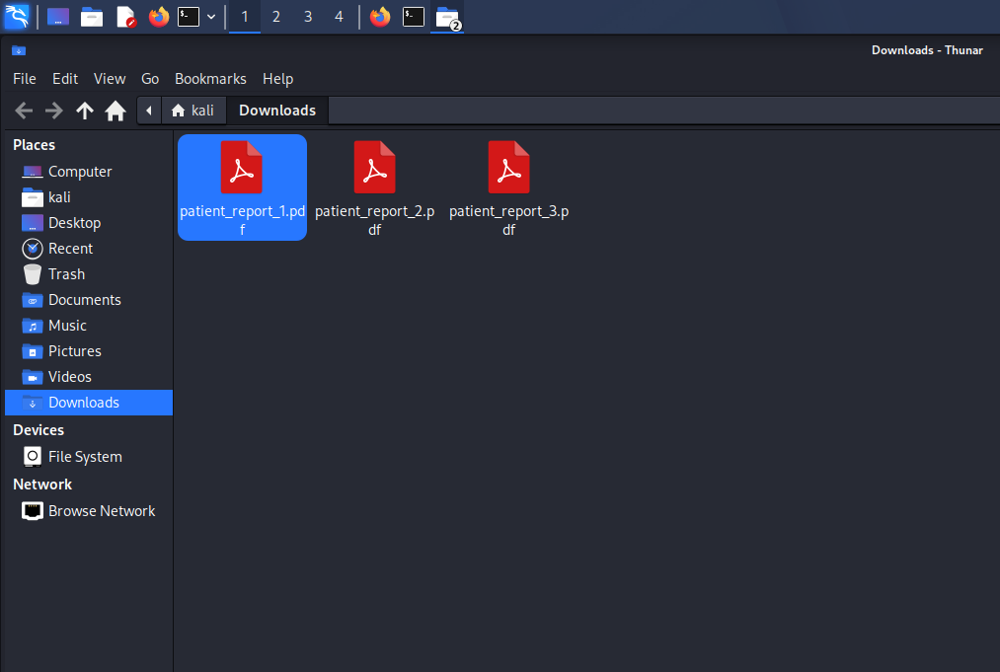 1 2 3 4
2
Downloads - Thunar
File Edit View Go Bookmarks Help
kali Downloads
Places
Computer
kali
Desktop
Recent
Trash
Documents
Music
Pictures
Videos
Downloads
Devices
File System
Network
Browse Network
patient_report_1.pd
f
patient_report_2.p
df
patient_report_3.p
df